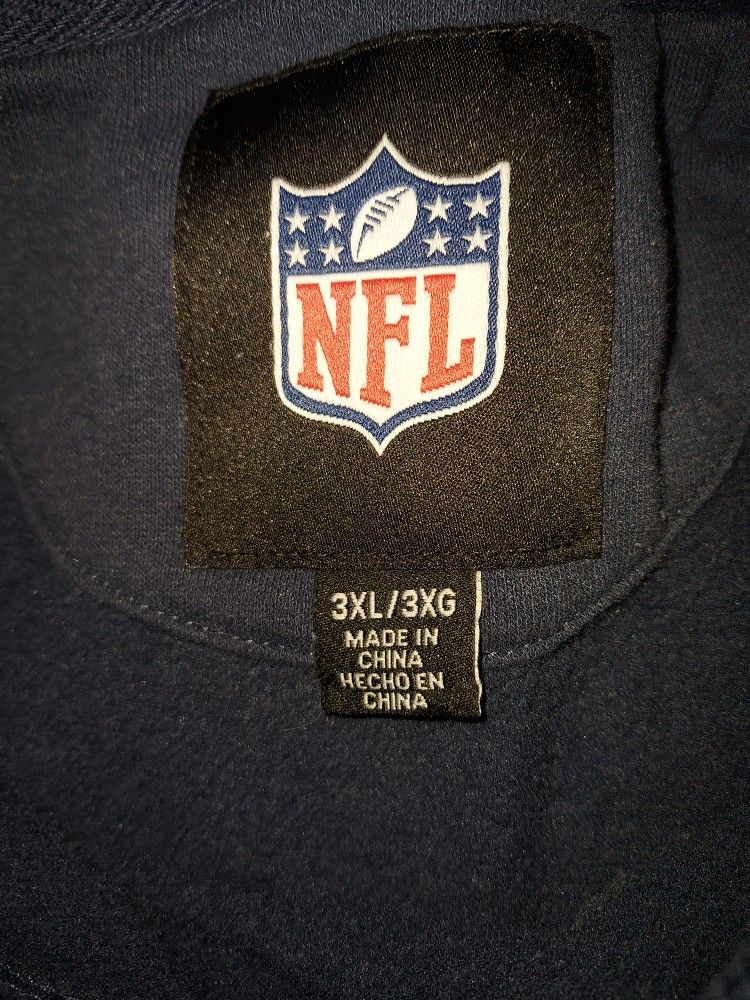 NFL
3XL/3XG
MADE IN
CHINA
HECHO EN
CHINA